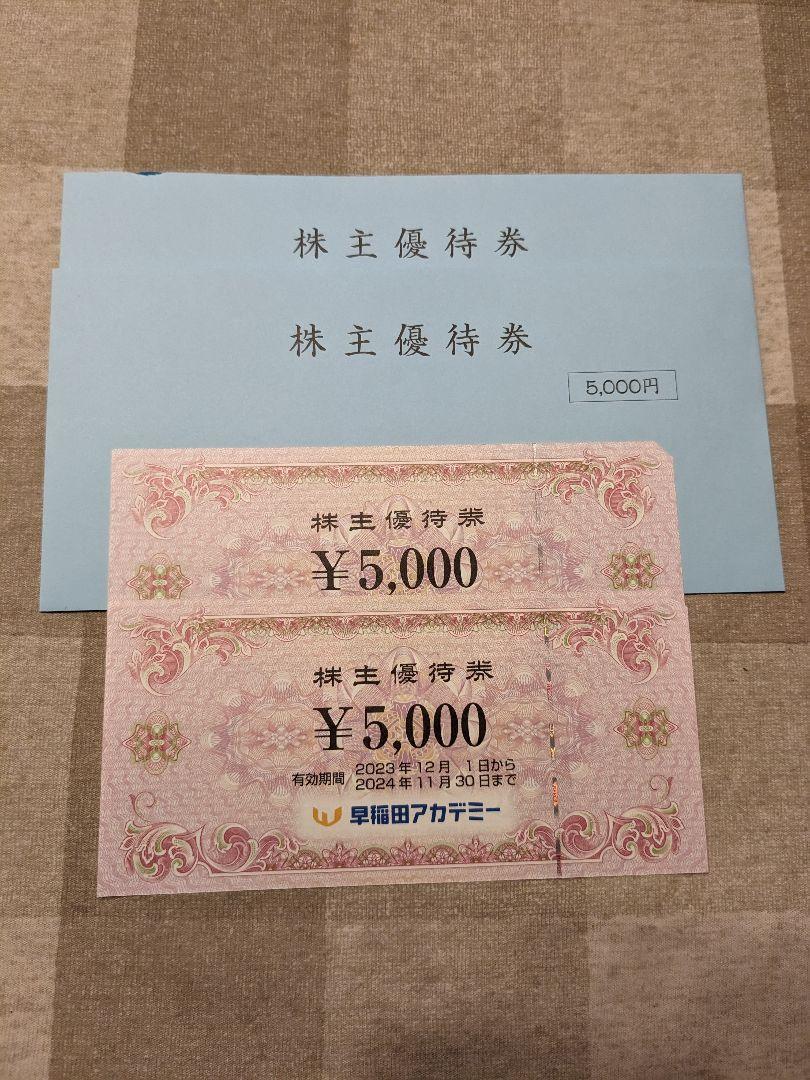 株主優待券
株主優待券
5,000円
株主優待券
¥5,000
株主優待券
¥5,000
有効期間 2023年12月 1日から
2024年11月30日まで
早稲田アカデミー